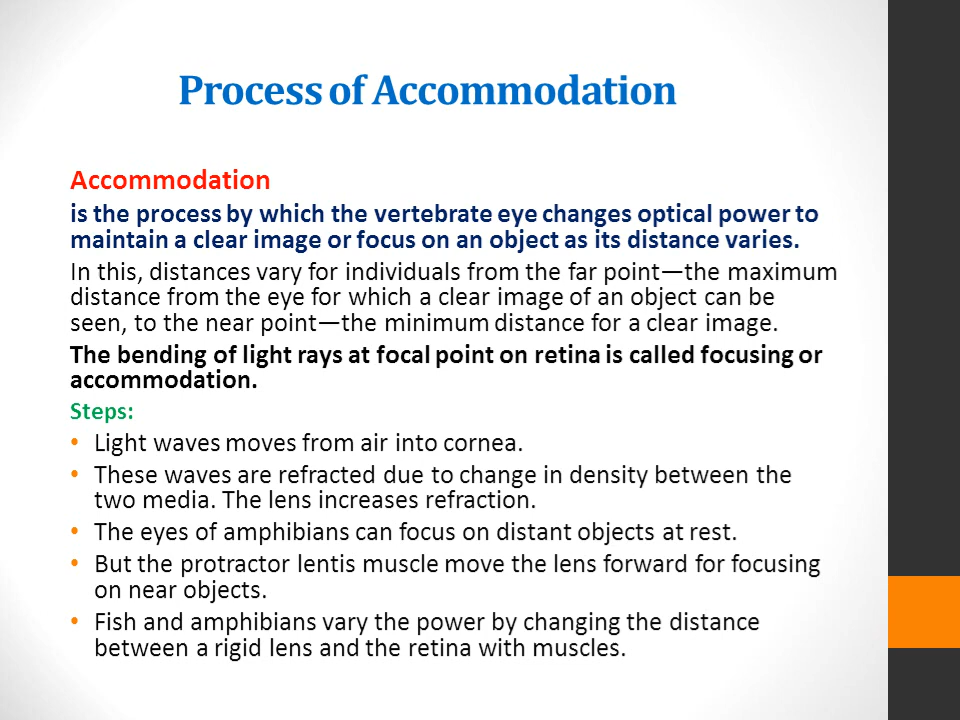 Process of Accommodation
Accommodation
is the process by which the vertebrate eye changes optical power to
maintain a clear image or focus on an object as its distance varies.
In this, distances vary for individuals from the far point—the maximum
distance from the eye for which a clear image of an object can be
seen, to the near point—the minimum distance for a clear image.
The bending of light rays at focal point on retina is called focusing or
accommodation.
Steps:
• Light waves moves from air into cornea.
• These waves are refracted due to change in density between the
two media. The lens increases refraction.
• The eyes of amphibians can focus on distant objects at rest.
• But the protractor lentis muscle move the lens forward for focusing
on near objects.
• Fish and amphibians vary the power by changing the distance
between a rigid lens and the retina with muscles.